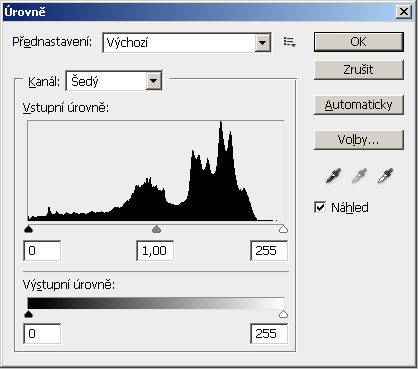 Úrovně
Přednastavení: Výchozí
OK
Zrušit
Automaticky
Volby...
Náhled
Kanál: Šedý
Vstupní úrovně:
0 1,00 255
Výstupní úrovně:
0 255